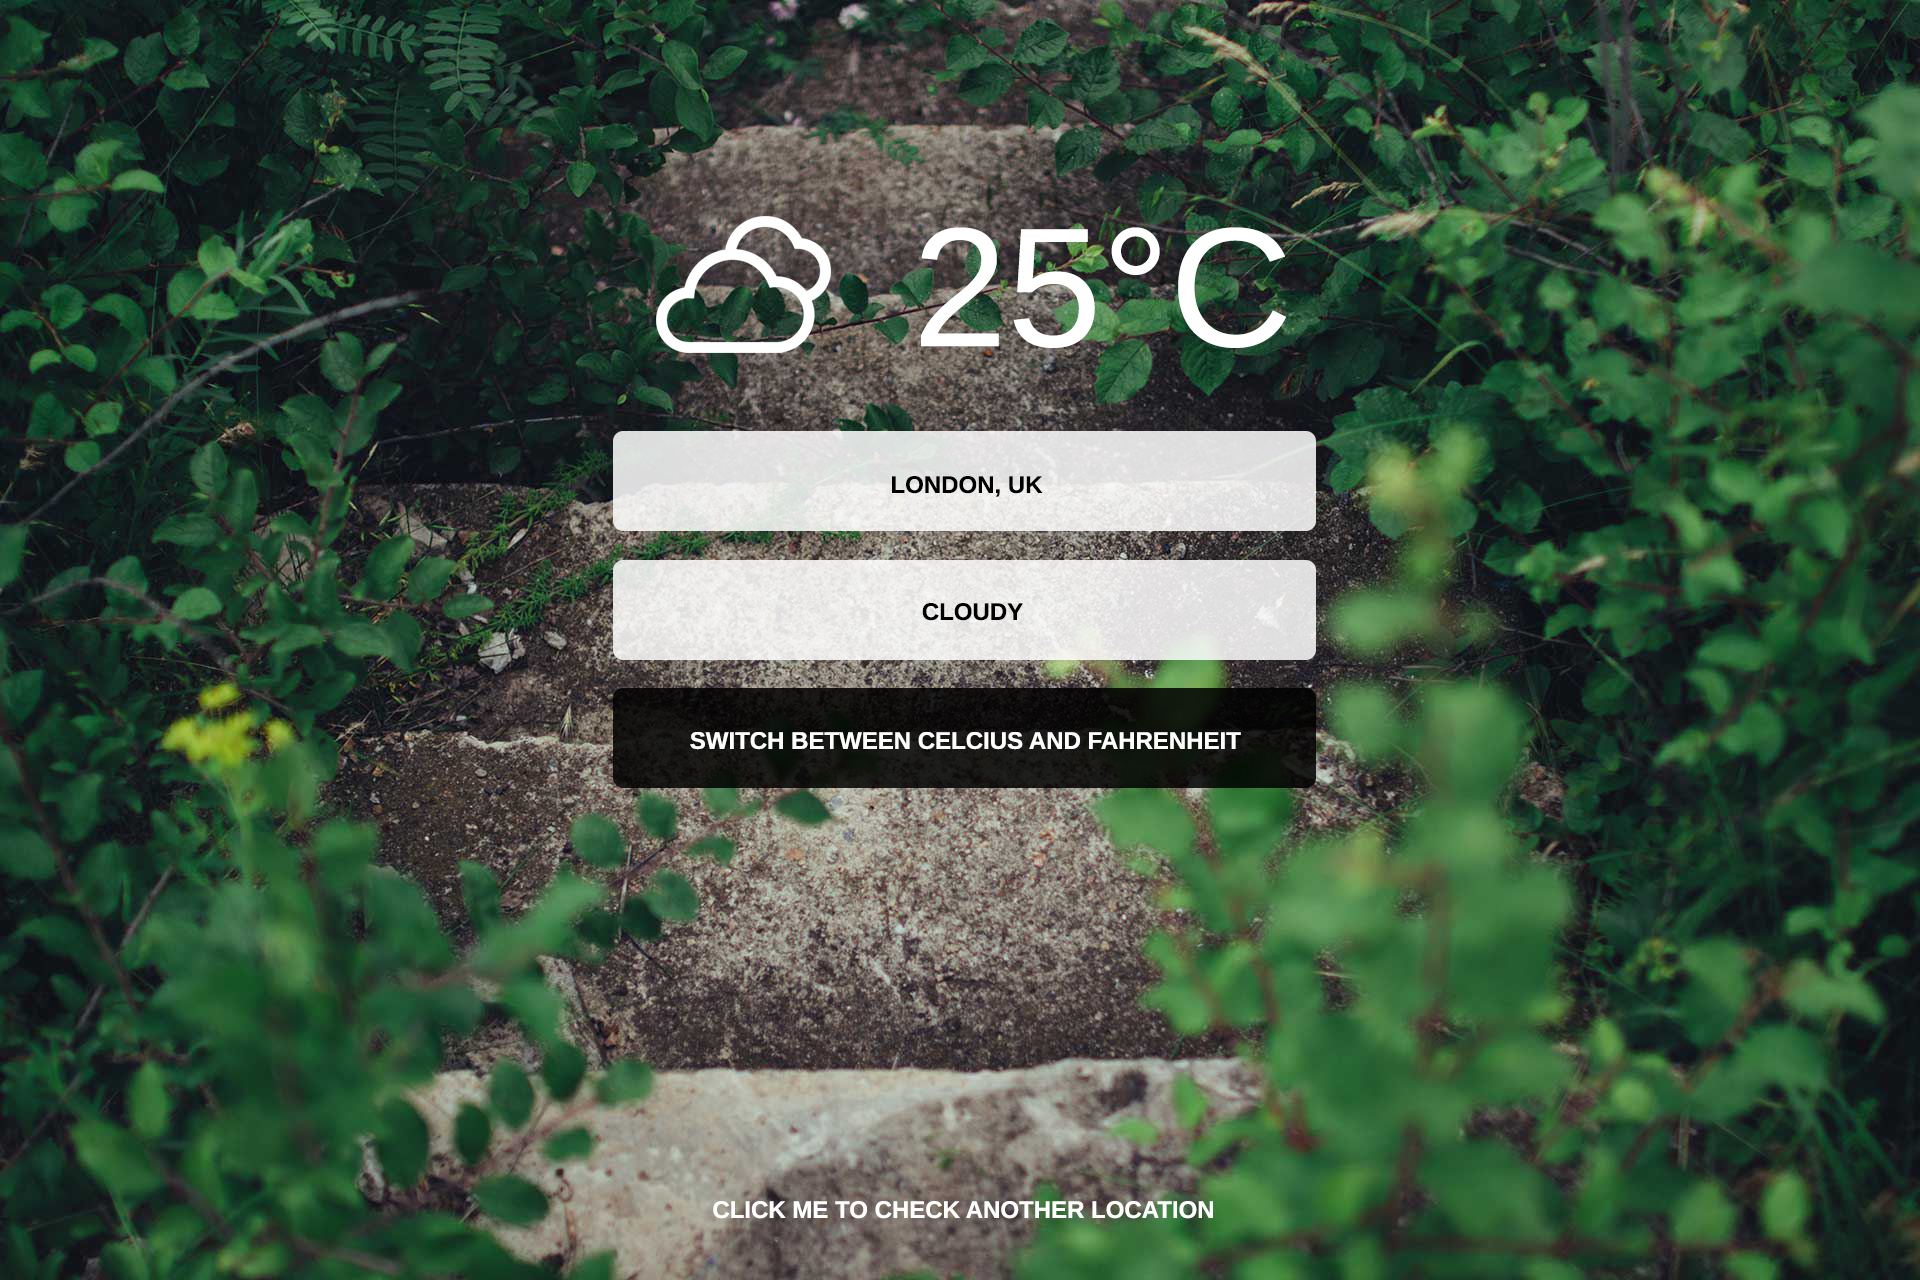 25°C
LONDON, UK
CLOUDY
SWITCH BETWEEN CELCIUS AND FAHRENHEIT
CLICK ME TO CHECK ANOTHER LOCATION